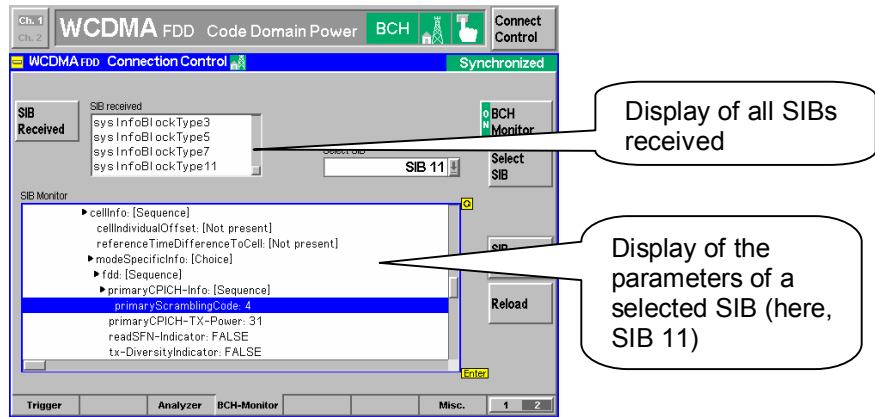 Ch. 1
Ch. 2
WCDMA FDD Code Domain Power
BCH
Connect
Control
WCDMA FDD Connection Control
Synchronized
SIB
Received
SIB received
sysInfoBlockType3
sysInfoBlockType5
sysInfoBlockType7
sysInfoBlockType11
Select SIB
SIB 11
ON
BCH
Monitor
Select
SIB
Display of all SIBs
received
SIB Monitor
cellInfo: [Sequence]
cellIndividualOffset: [Not present]
referenceTimeDifferenceToCell: [Not present]
modeSpecificInfo: [Choice]
fdd: [Sequence]
primaryCPICH-Info: [Sequence]
primaryScramblingCode: 4
primaryCPICH-TX-Power: 31
readSFN-Indicator: FALSE
tx-DiversityIndicator: FALSE
SIB
Reload
Enter
Display of the
parameters of a
selected SIB (here,
SIB 11)
Trigger
Analyzer
BCH-Monitor
Misc.
1 2